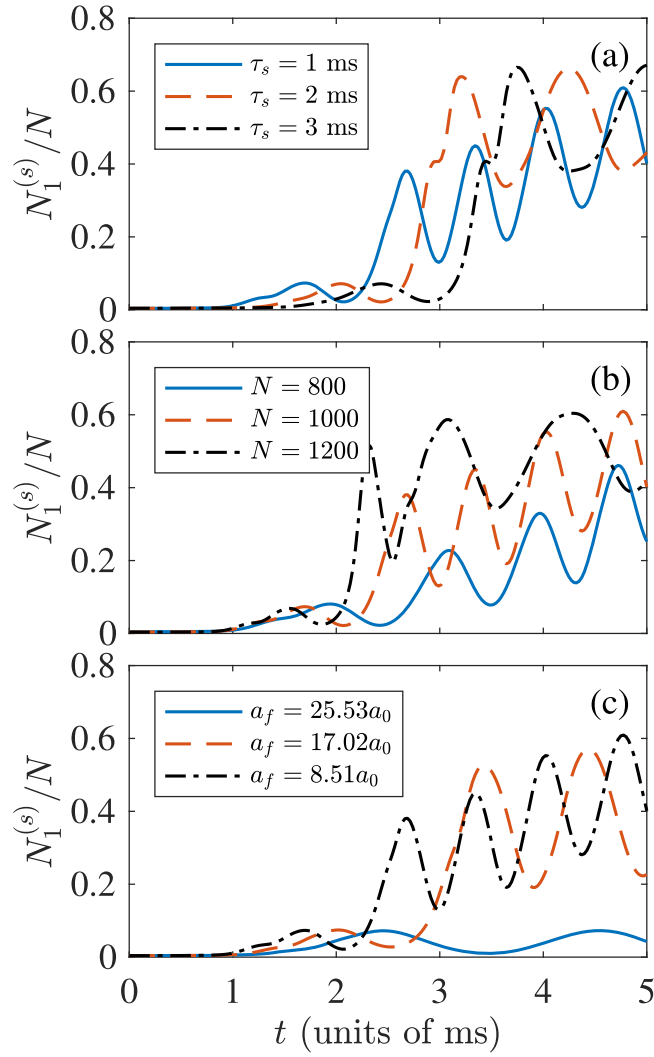 0.8
(a)
τ_s = 1 ms
τ_s = 2 ms
τ_s = 3 ms
0.6
N_1^{(s)}/N
0.4
0.2
0
0.8
(b)
N = 800
N = 1000
N = 1200
0.6
N_1^{(s)}/N
0.4
0.2
0
0.8
(c)
a_f = 25.53a_0
a_f = 17.02a_0
a_f = 8.51a_0
0.6
N_1^{(s)}/N
0.4
0.2
0
0 1 2 3 4 5
t (units of ms)